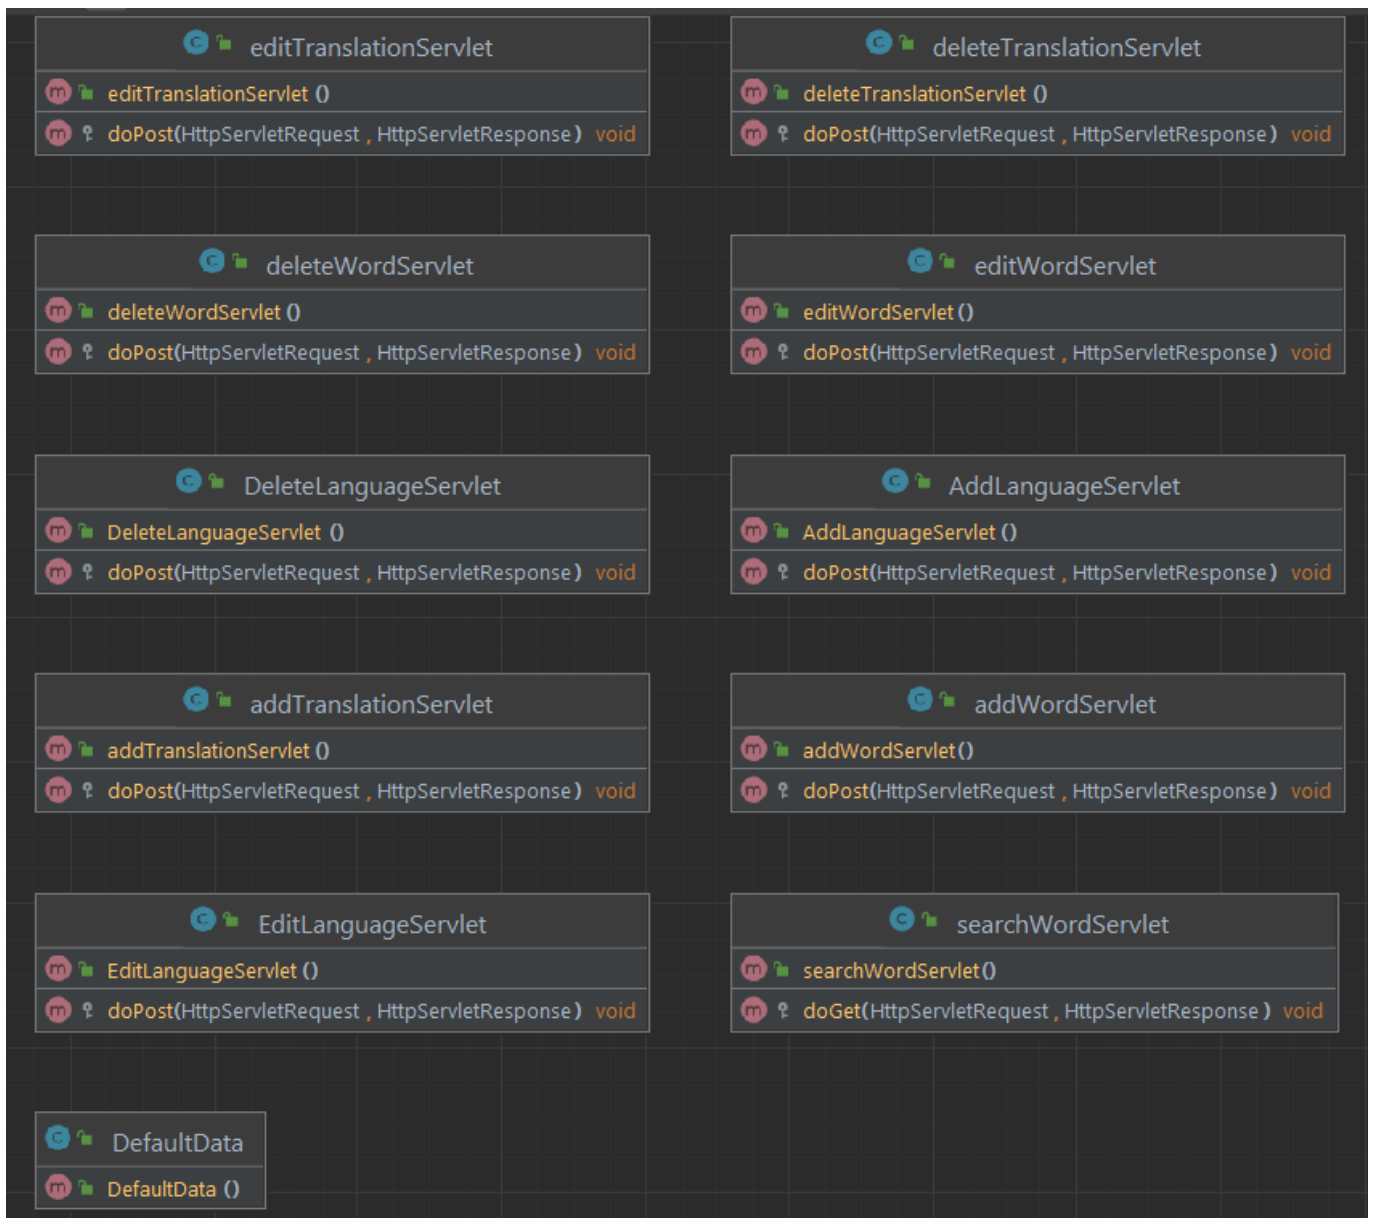 editTranslationServlet
editTranslationServlet ()
doPost(HttpServletRequest , HttpServletResponse) void
deleteTranslationServlet
deleteTranslationServlet ()
doPost(HttpServletRequest , HttpServletResponse) void
deleteWordServlet
deleteWordServlet ()
doPost(HttpServletRequest , HttpServletResponse) void
editWordServlet
editWordServlet ()
doPost(HttpServletRequest , HttpServletResponse) void
DeleteLanguageServlet
DeleteLanguageServlet ()
doPost(HttpServletRequest , HttpServletResponse) void
AddLanguageServlet
AddLanguageServlet ()
doPost(HttpServletRequest , HttpServletResponse) void
addTranslationServlet
addTranslationServlet ()
doPost(HttpServletRequest , HttpServletResponse) void
addWordServlet
addWordServlet()
doPost(HttpServletRequest , HttpServletResponse) void
EditLanguageServlet
EditLanguageServlet ()
doPost(HttpServletRequest , HttpServletResponse) void
searchWordServlet
searchWordServlet()
doGet(HttpServletRequest , HttpServletResponse ) void
DefaultData
DefaultData ()